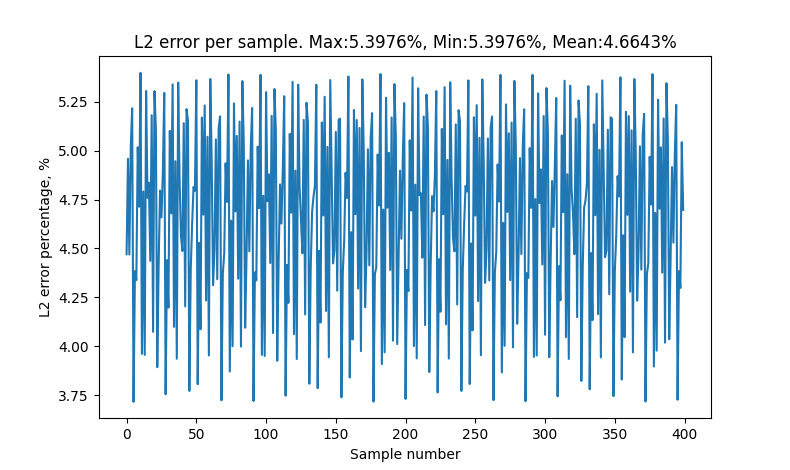 L2 error per sample. Max:5.3976%, Min:5.3976%, Mean:4.6643%
L2 error percentage, %
5.25
5.00
4.75
4.50
4.25
4.00
3.75
0 50 100 150 200 250 300 350 400
Sample number